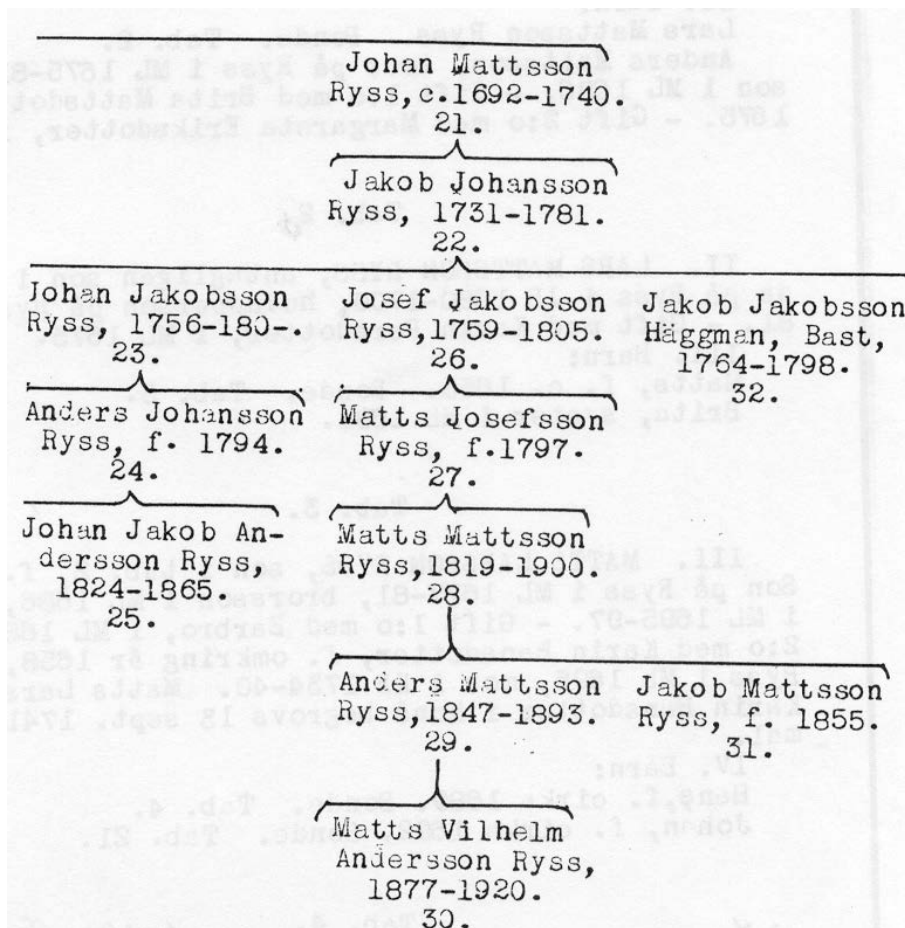 Johan Mattsson
Ryss, c.1692-1740.
21.
Jakob Johansson
Ryss, 1731-1781.
22.
Johan Jakobsson
Ryss, 1756-180-
23.
Josef Jakobsson
Ryss, 1759-1805.
26.
Jakob Jakobsson
Häggman, Bast,
1764-1798.
32.
Anders Johansson
Ryss, f. 1794.
24.
Matts Josefsson
Ryss, f.1797.
27.
Johan Jakob An-
dersson Ryss,
1824-1865.
25.
Matts Mattsson
Ryss,1819-1900.
28.
Anders Mattsson
Ryss,1847-1893.
29.
Jakob Mattsson
Ryss, f. 1855.
31.
Matts Vilhelm
Andersson Ryss,
1877-1920.
30.